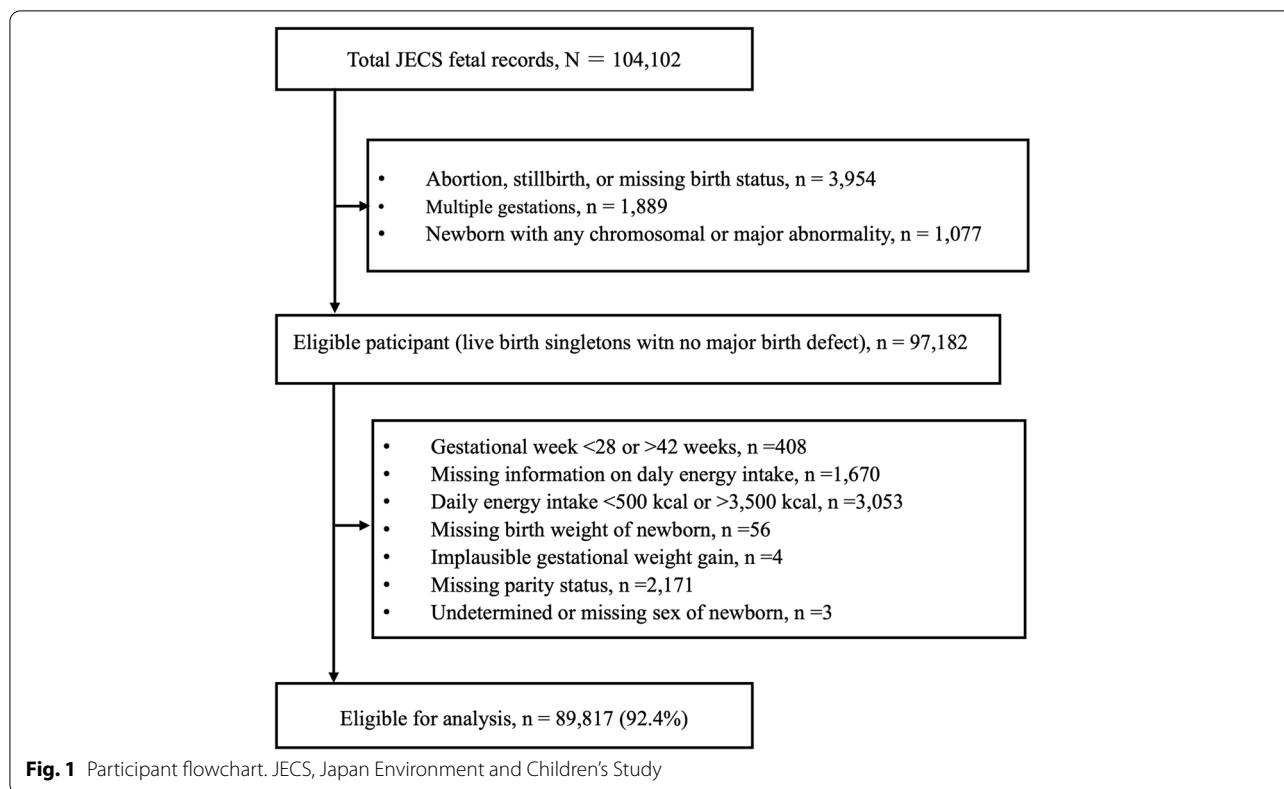 Total JECS fetal records, N = 104,102
• Abortion, stillbirth, or missing birth status, n = 3,954
• Multiple gestations, n = 1,889
• Newborn with any chromosomal or major abnormality, n = 1,077
Eligible paticipant (live birth singletons witn no major birth defect), n = 97,182
• Gestational week <28 or >42 weeks, n =408
• Missing information on daly energy intake, n =1,670
• Daily energy intake <500 kcal or >3,500 kcal, n =3,053
• Missing birth weight of newborn, n =56
• Implausible gestational weight gain, n =4
• Missing parity status, n =2,171
• Undetermined or missing sex of newborn, n =3
Eligible for analysis, n = 89,817 (92.4%)
Fig. 1 Participant flowchart. JECS, Japan Environment and Children's Study